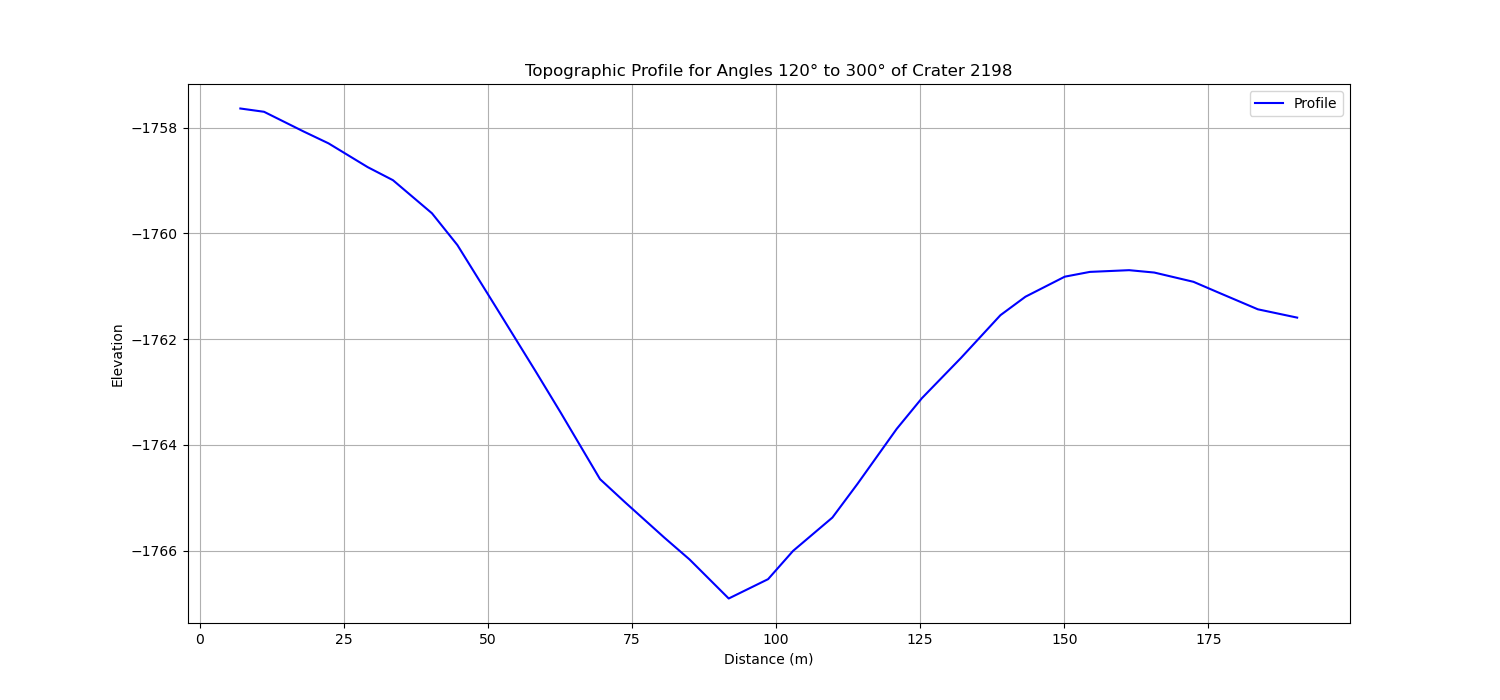 Topographic Profile for Angles 120° to 300° of Crater 2198
Profile
−1758
−1760
−1762
−1764
−1766
Elevation
0 25 50 75 100 125 150 175
Distance (m)